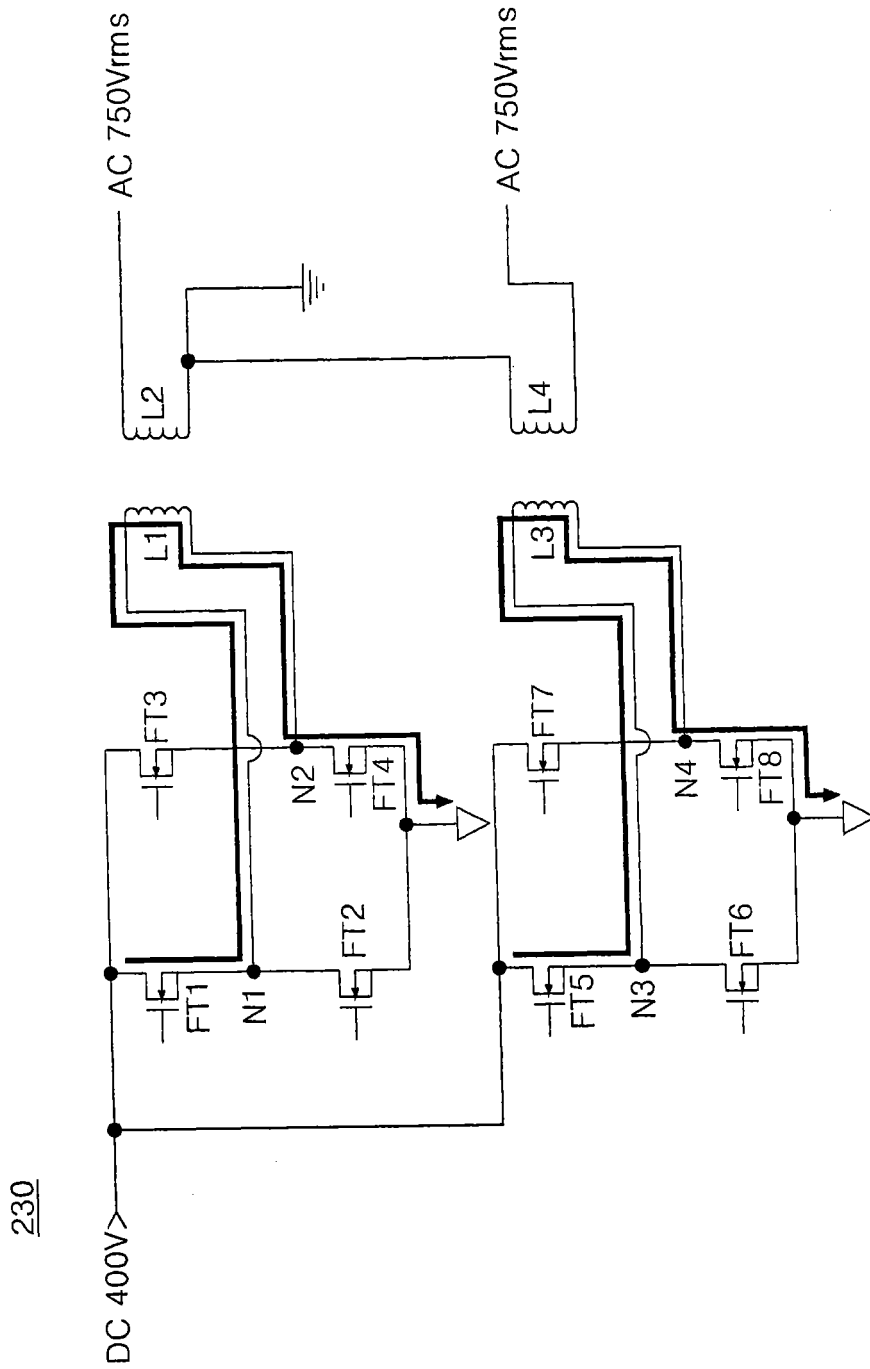 230
DC 400V>
FT1
N1
FT2
FT3
N2
FT4
L1
L2
AC 750Vrms
FT5
N3
FT6
FT7
N4
FT8
L3
L4
AC 750Vrms